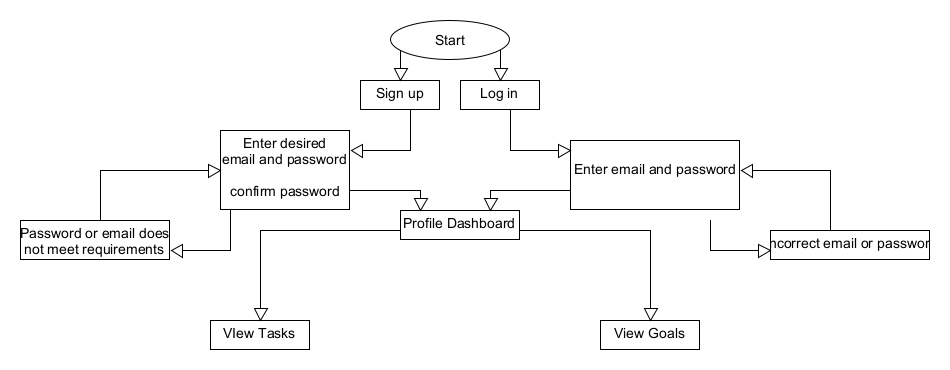 Start
Sign up
Log in
Enter desired
email and password
confirm password
Enter email and password
Password or email does
not meet requirements
Profile Dashboard
ncorrect email or passwor
VIew Tasks
View Goals